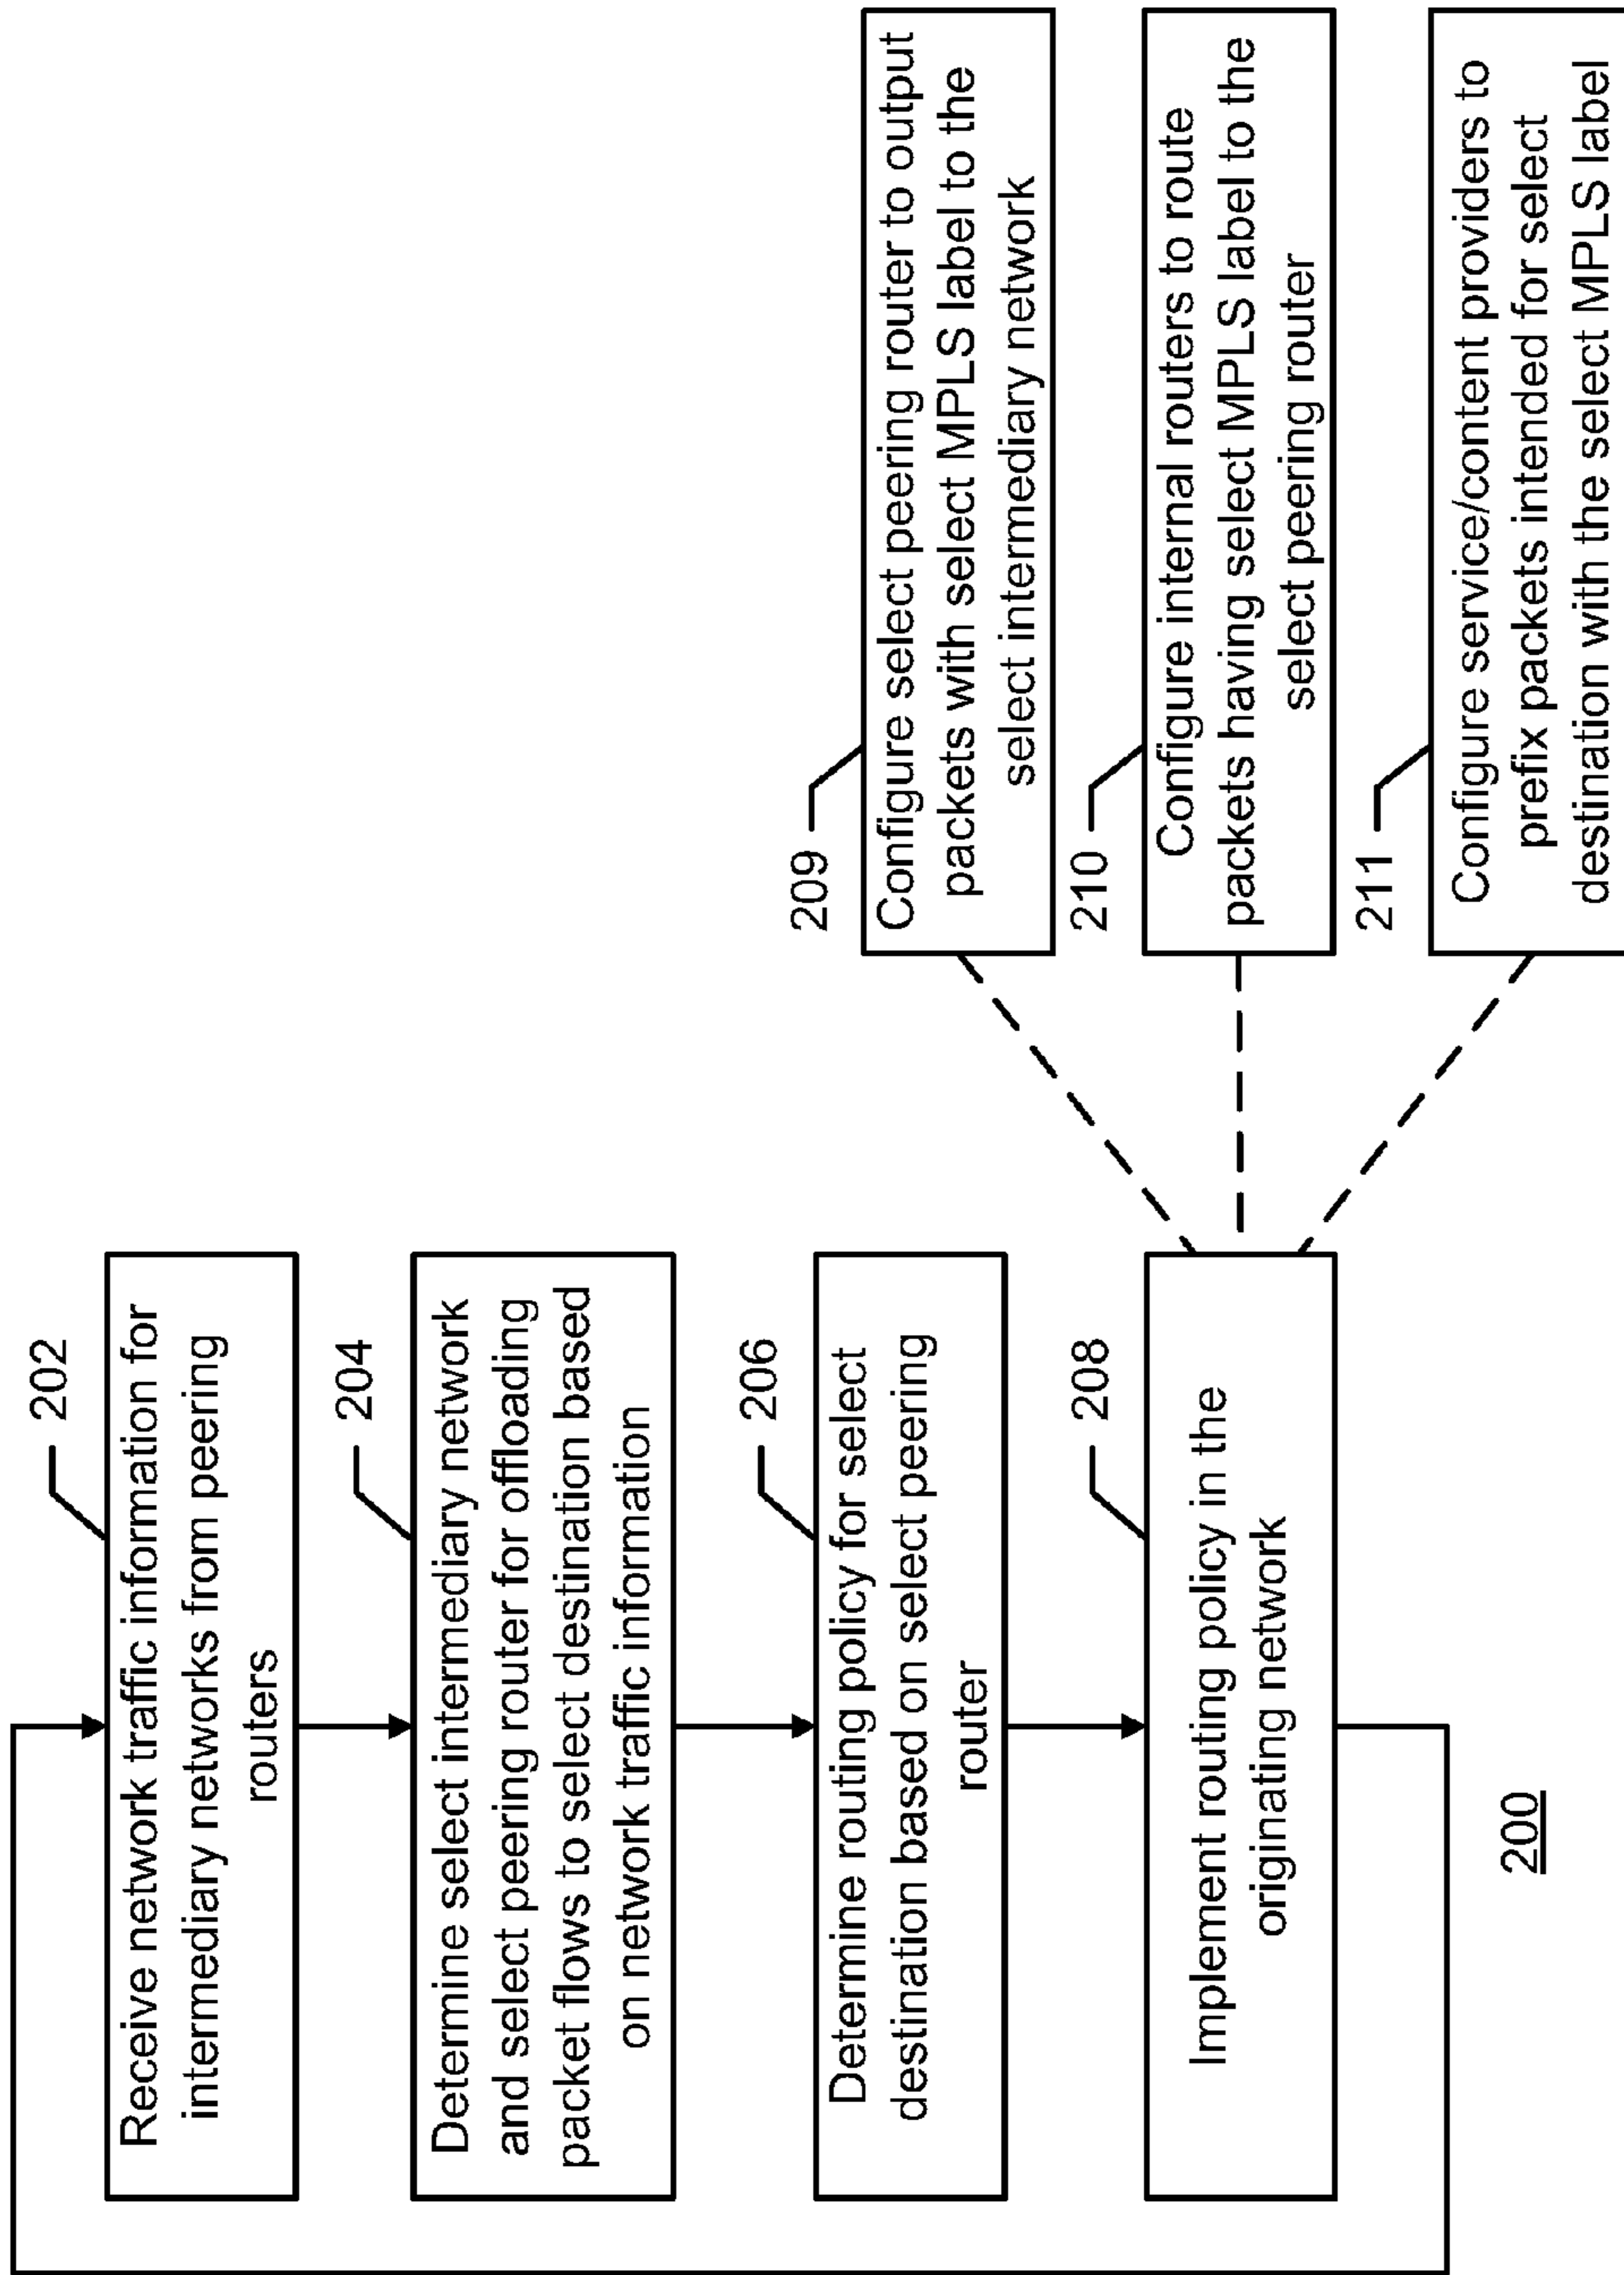 202
Receive network traffic information for
intermediary networks from peering
routers
204
Determine select intermediary network
and select peering router for offloading
packet flows to select destination based
on network traffic information
206
Determine routing policy for select
destination based on select peering
router
208
Implement routing policy in the
originating network
209
Configure select peering router to output
packets with select MPLS label to the
select intermediary network
210
Configure internal routers to route
packets having select MPLS label to the
select peering router
211
Configure service/content providers to
prefix packets intended for select
destination with the select MPLS label
200